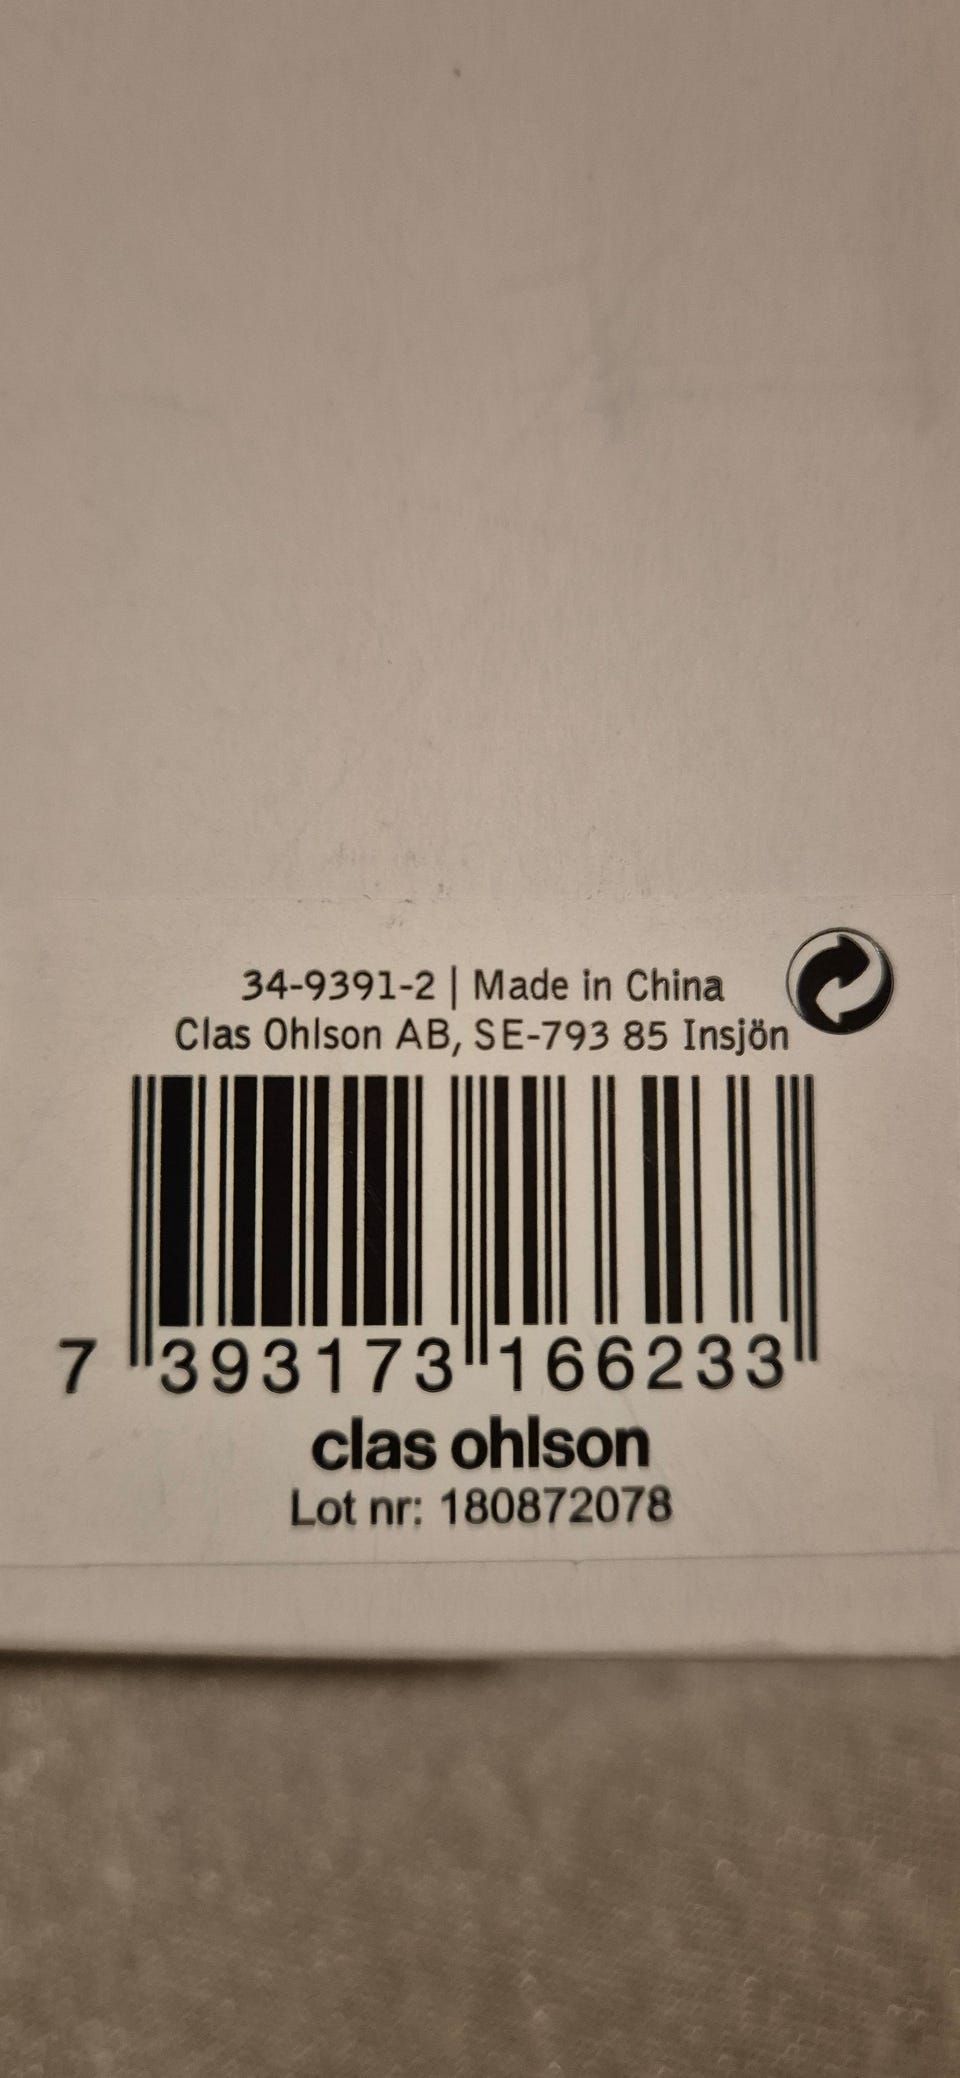 34-9391-2 | Made in China
Clas Ohlson AB, SE-793 85 Insjön
7 393173 166233
clas ohlson
Lot nr: 180872078